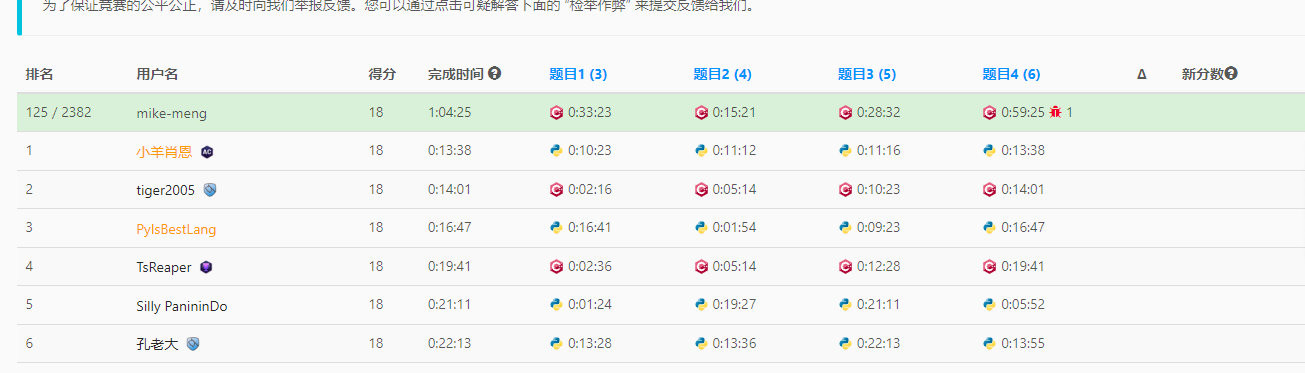 为了保证竞赛的公平公正，请及时向我们举报反馈。您可以通过点击可疑解答下面的 “检举作弊” 来提交反馈给我们。
排名 用户名 得分 完成时间 题目1 (3) 题目2 (4) 题目3 (5) 题目4 (6) Δ 新分数
125 / 2382 mike-meng 18 1:04:25 0:33:23 0:15:21 0:28:32 0:59:25 1
1 小羊肖恩 AC 18 0:13:38 0:10:23 0:11:12 0:11:16 0:13:38
2 tiger2005 18 0:14:01 0:02:16 0:05:14 0:10:23 0:14:01
3 PyIsBestLang 18 0:16:47 0:16:41 0:01:54 0:09:23 0:16:47
4 TsReaper 18 0:19:41 0:02:36 0:05:14 0:12:28 0:19:41
5 Silly PanininDo 18 0:21:11 0:01:24 0:19:27 0:21:11 0:05:52
6 孔老大 18 0:22:13 0:13:28 0:13:36 0:22:13 0:13:55